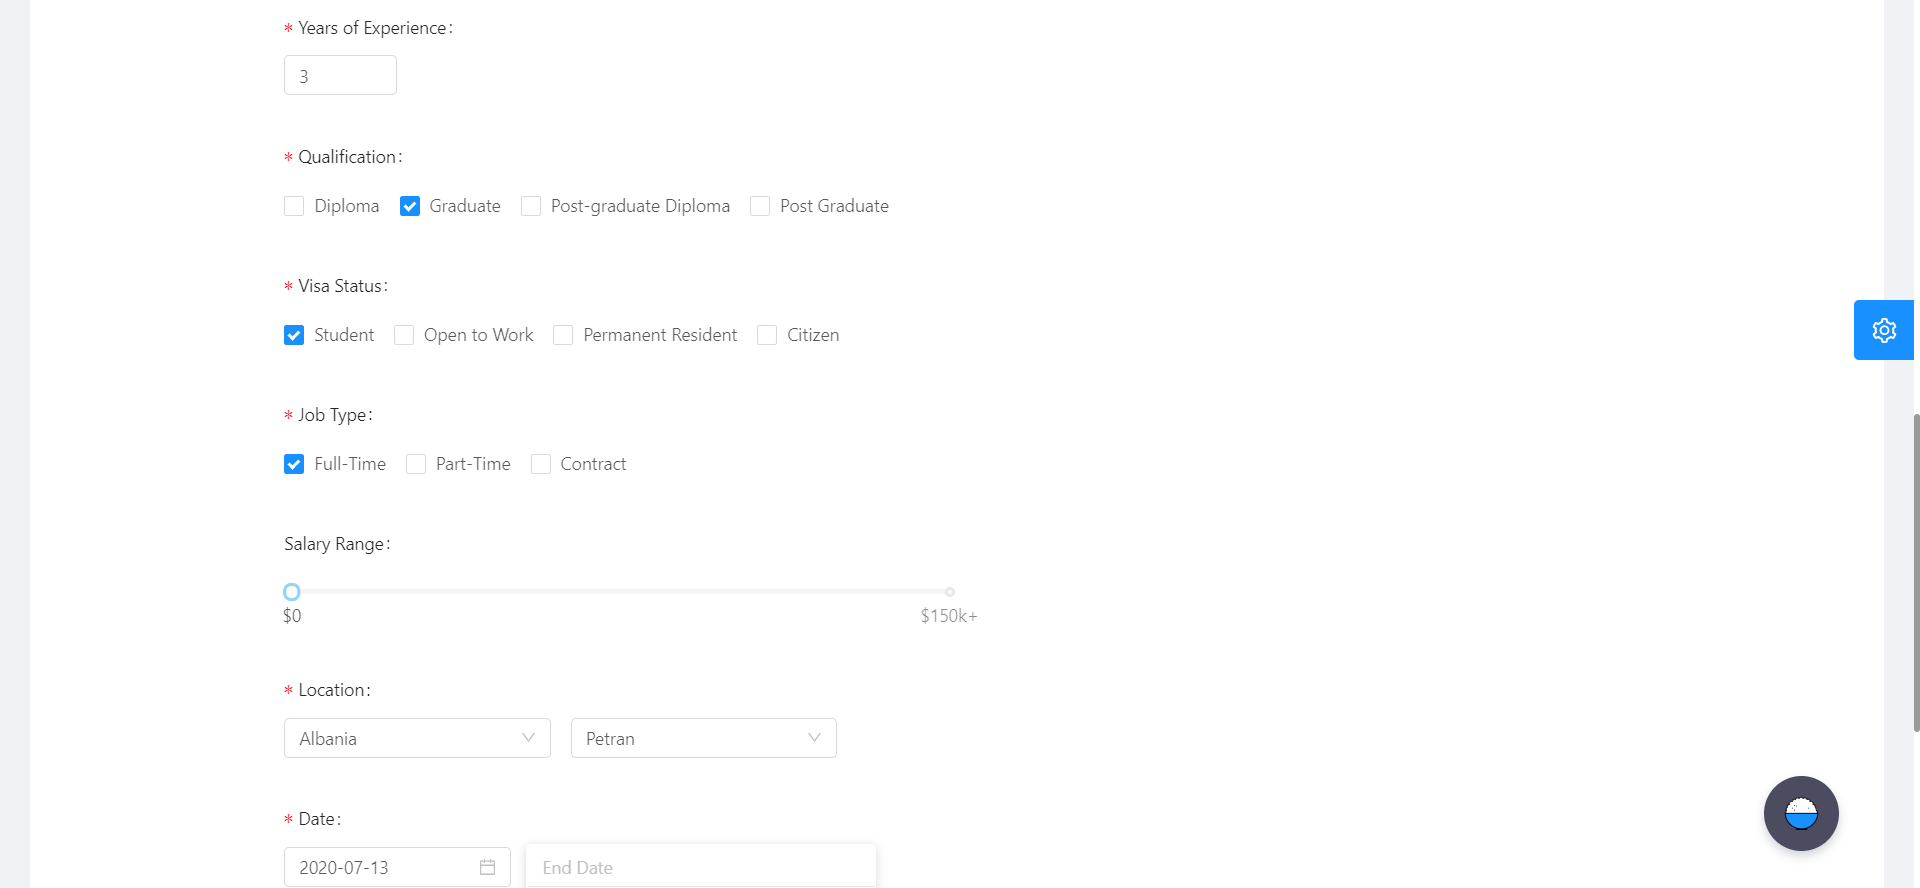 * Years of Experience:
3
* Qualification:
Diploma Graduate Post-graduate Diploma Post Graduate
* Visa Status:
Student Open to Work Permanent Resident Citizen
* Job Type:
Full-Time Part-Time Contract
Salary Range:
$0 $150k+
* Location:
Albania Petran
* Date:
2020-07-13 End Date